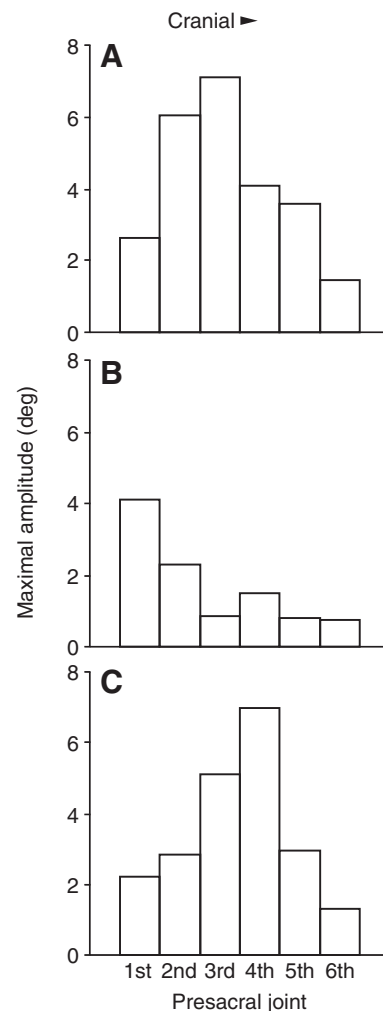 Cranial ►
A
8
6
4
2
0
B
8
6
4
2
0
Maximal amplitude (deg)
C
8
6
4
2
0
1st 2nd 3rd 4th 5th 6th
Presacral joint